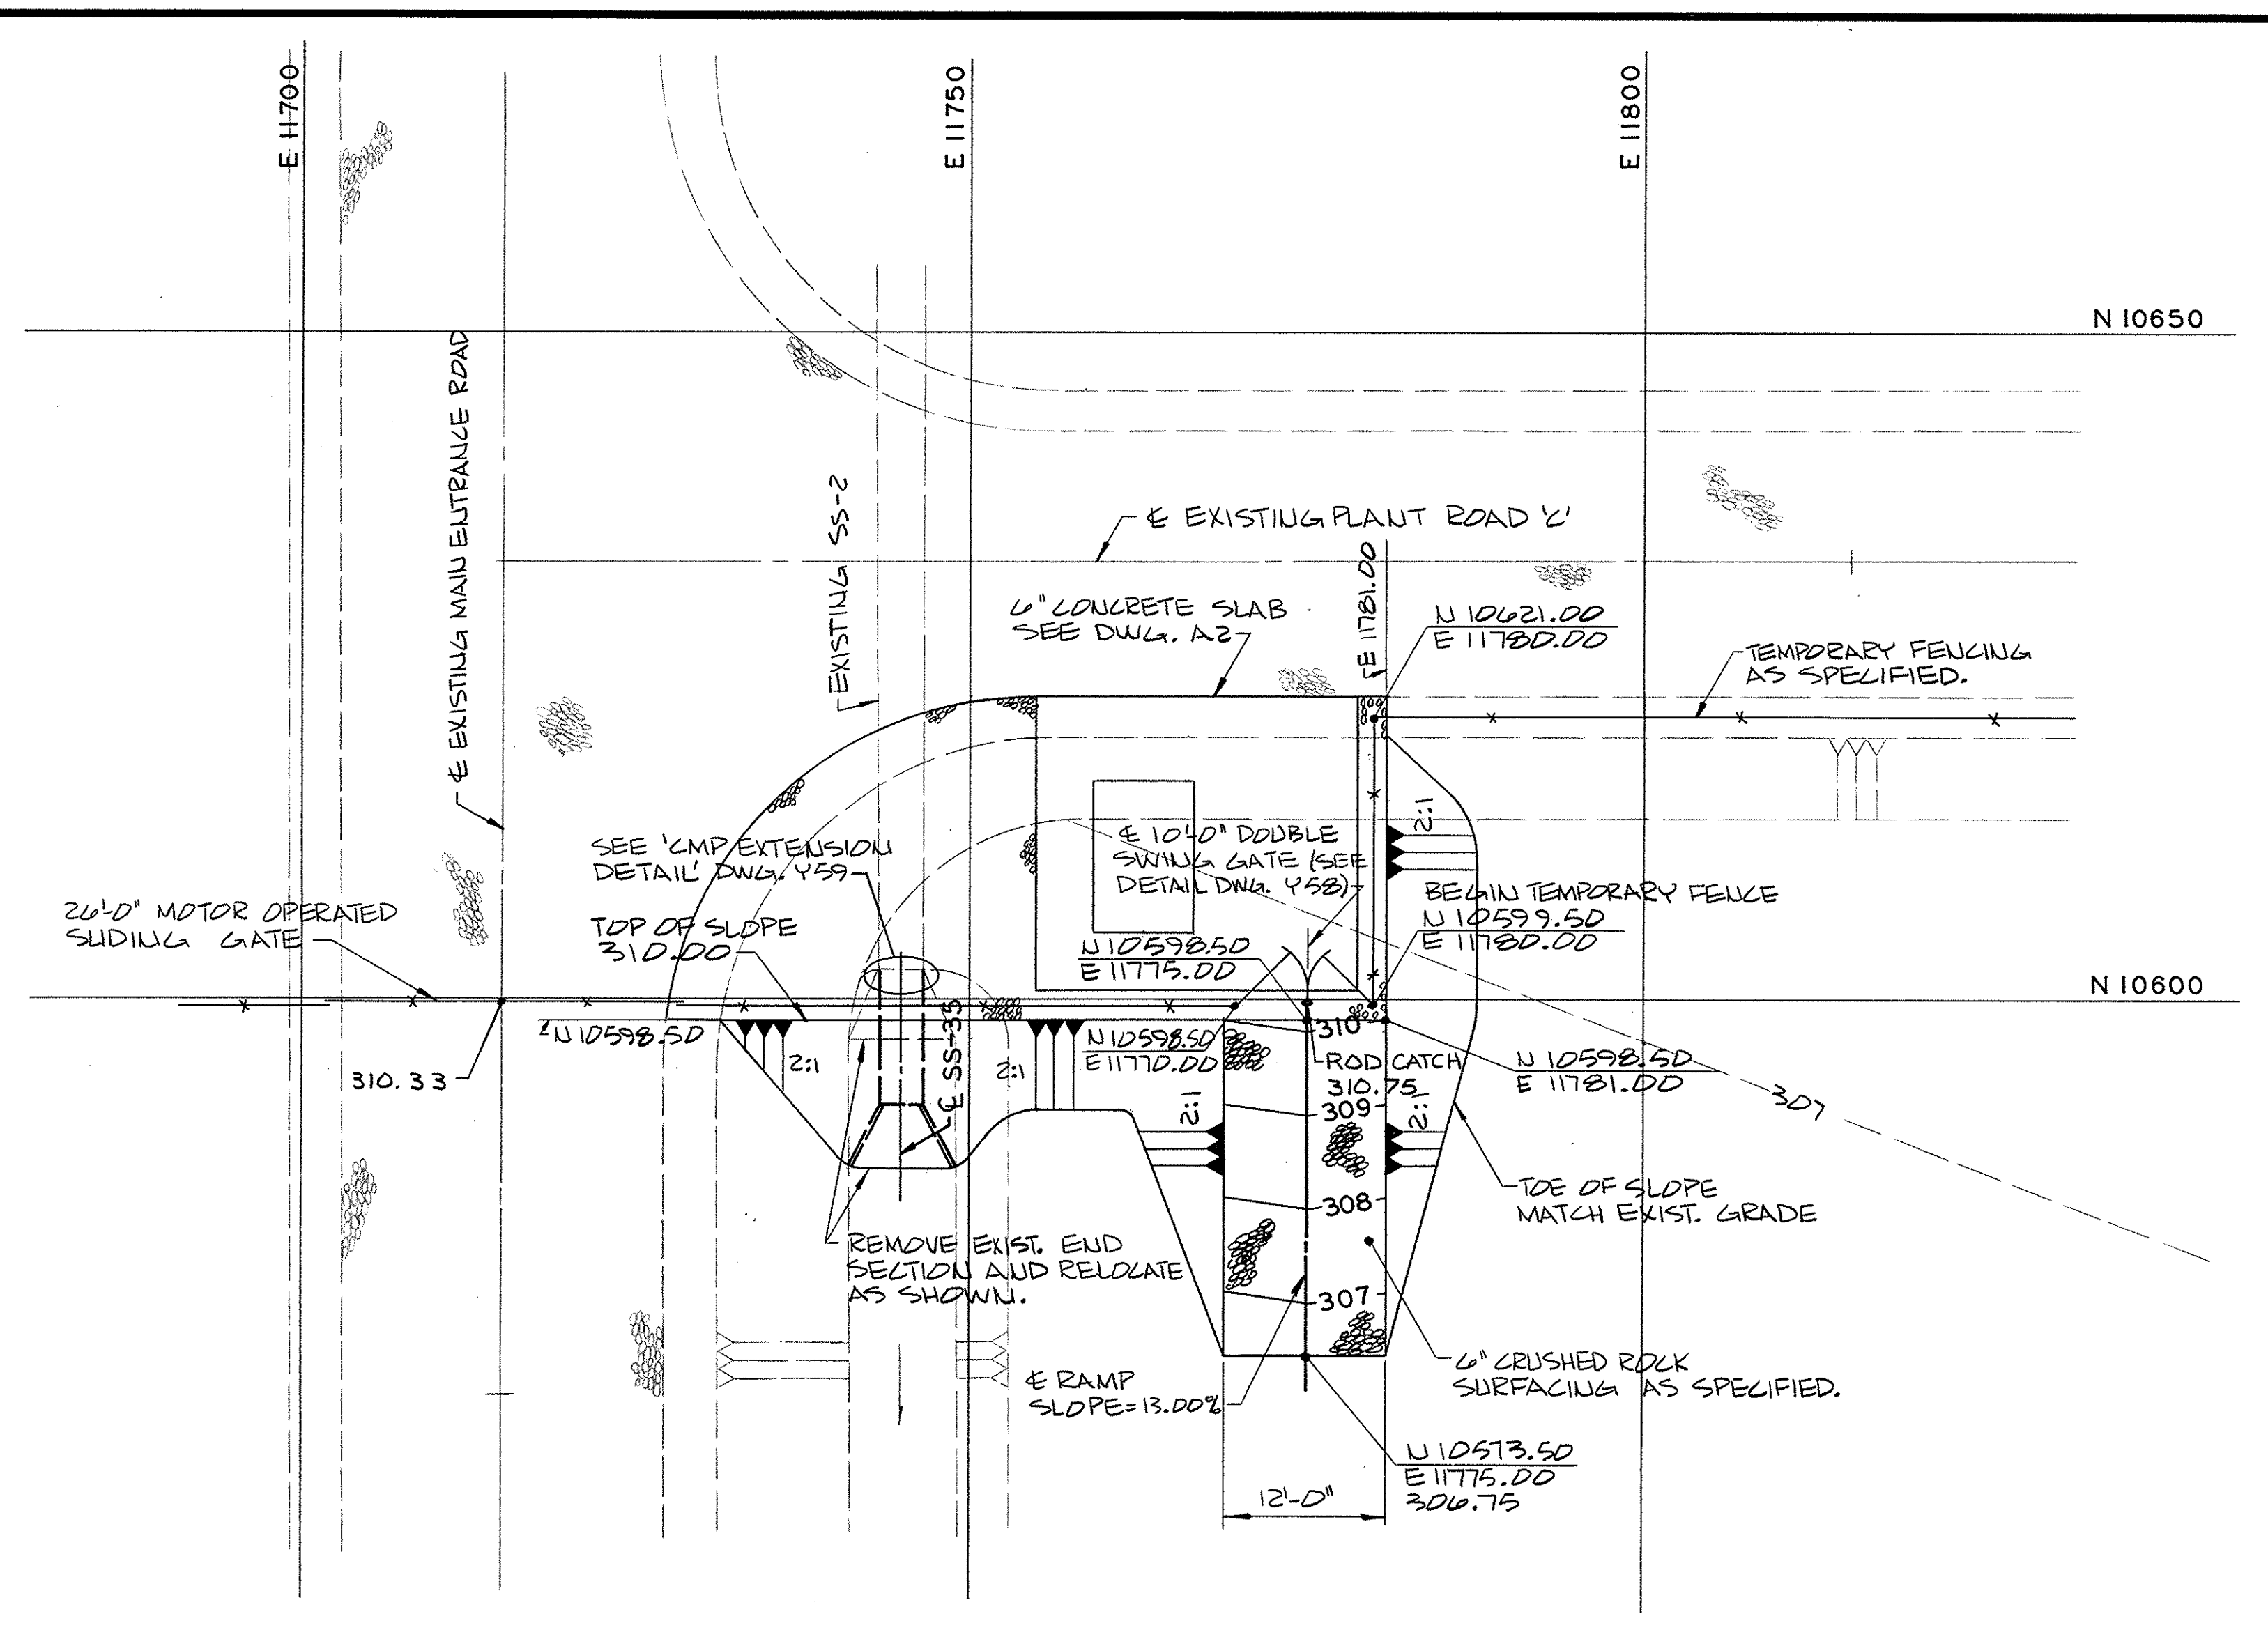 E 11700
E 11750
E 11800
N 10650
℄ EXISTING MAIN ENTRANCE ROAD
EXISTING SS-2
℄ EXISTING PLANT ROAD 'C'
E 11781.00
6" CONCRETE SLAB
SEE DWG. A2
N 10621.00
E 11780.00
TEMPORARY FENCING
AS SPECIFIED.
SEE 'CMP EXTENSION
DETAIL' DWG. Y59
℄ 10'-0" DOUBLE
SWING GATE (SEE
DETAIL DWG. Y58)
2:1
BEGIN TEMPORARY FENCE
N 10599.50
E 11780.00
26'-0" MOTOR OPERATED
SLIDING GATE
TOP OF SLOPE
310.00
N 10598.50
E 11775.00
N 10600
N 10598.50
310.33
2:1
℄ SS-35
2:1
N 10598.50
E 11770.00
310
ROD CATCH
310.75
N 10598.50
E 11781.00
307
2:1
309
2:1
308
307
TOE OF SLOPE
MATCH EXIST. GRADE
REMOVE EXIST. END
SECTION AND RELOCATE
AS SHOWN.
℄ RAMP
SLOPE=13.00%
6" CRUSHED ROCK
SURFACING AS SPECIFIED.
N 10573.50
E 11775.00
306.75
12'-0"